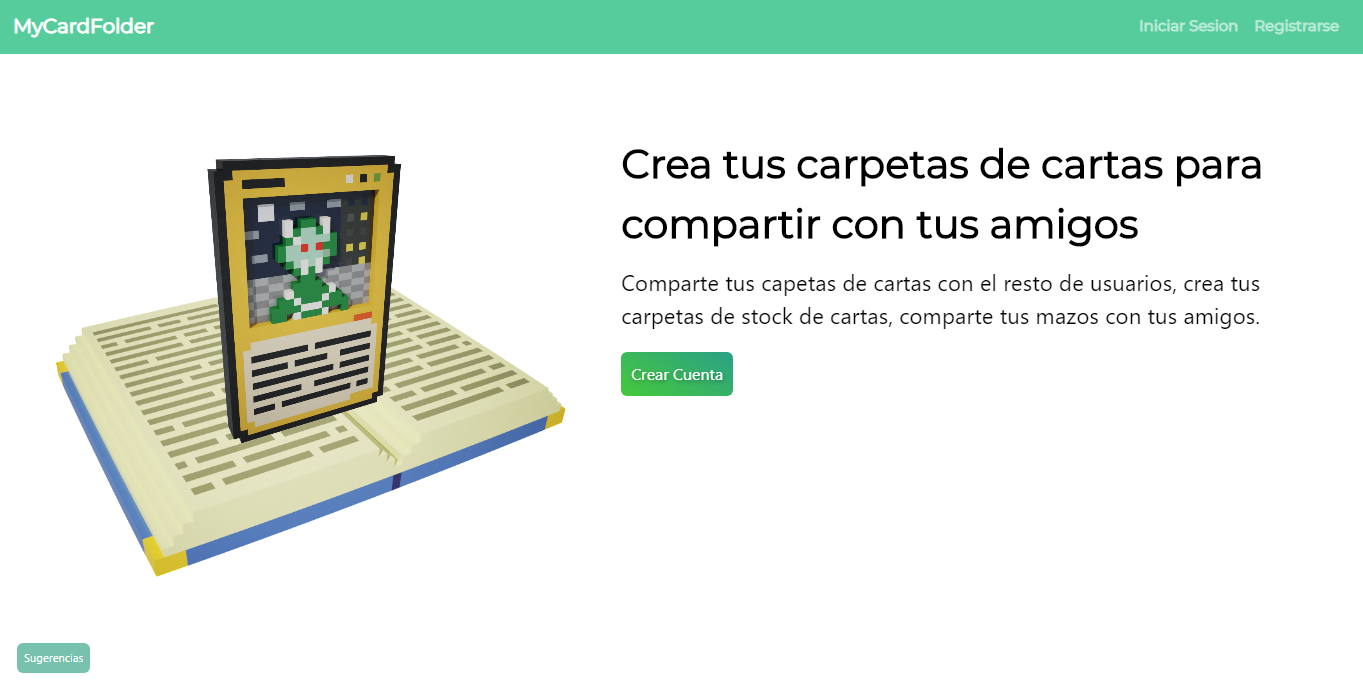 MyCardFolder
Iniciar Sesion
Registrarse
Crea tus carpetas de cartas para
compartir con tus amigos
Comparte tus capetas de cartas con el resto de usuarios, crea tus
carpetas de stock de cartas, comparte tus mazos con tus amigos.
Crear Cuenta
Sugerencias